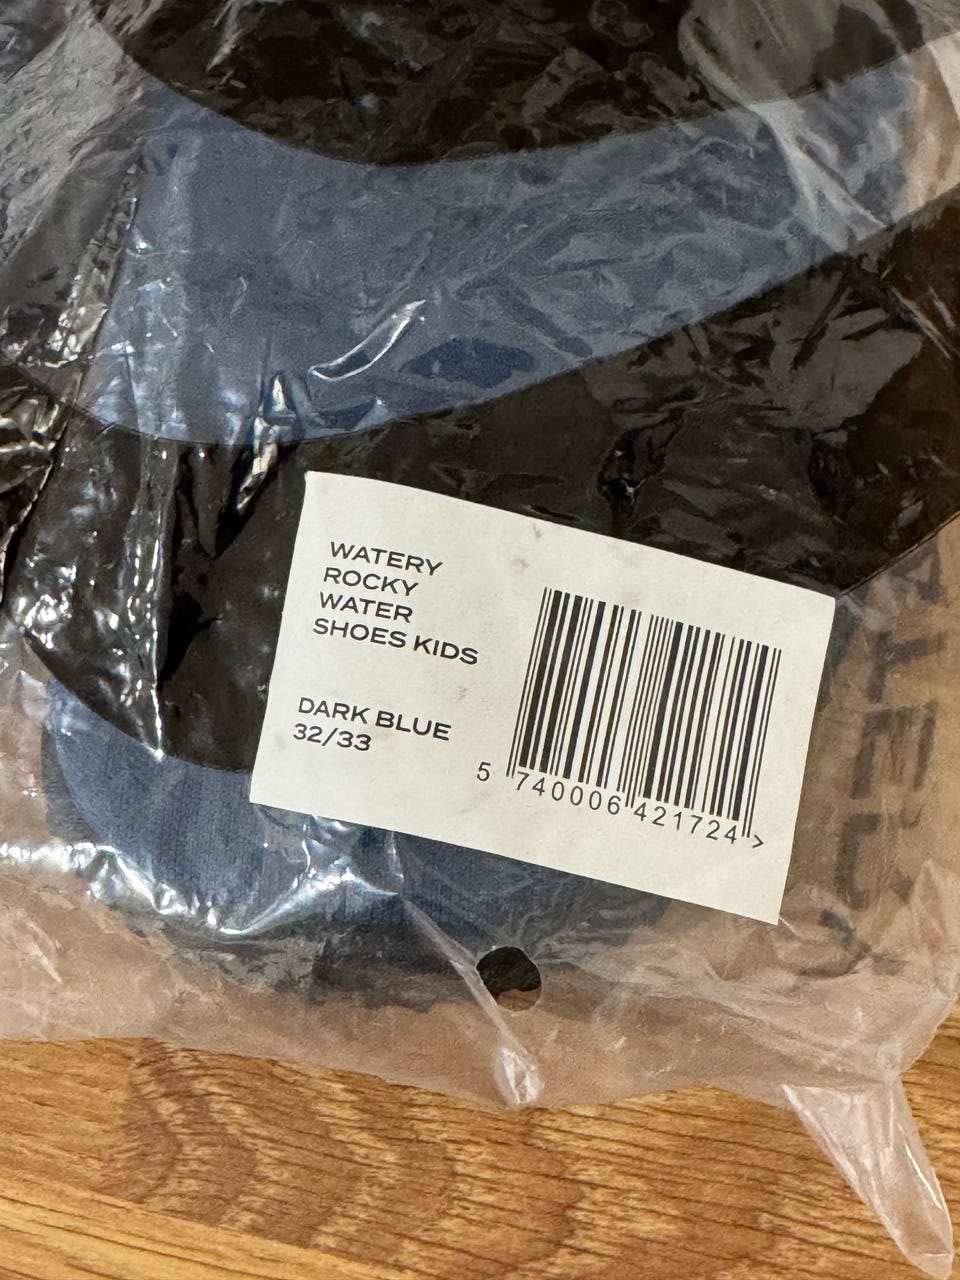 WATERY
ROCKY
WATER
SHOES KIDS
DARK BLUE
32/33
5 740006 421724 >